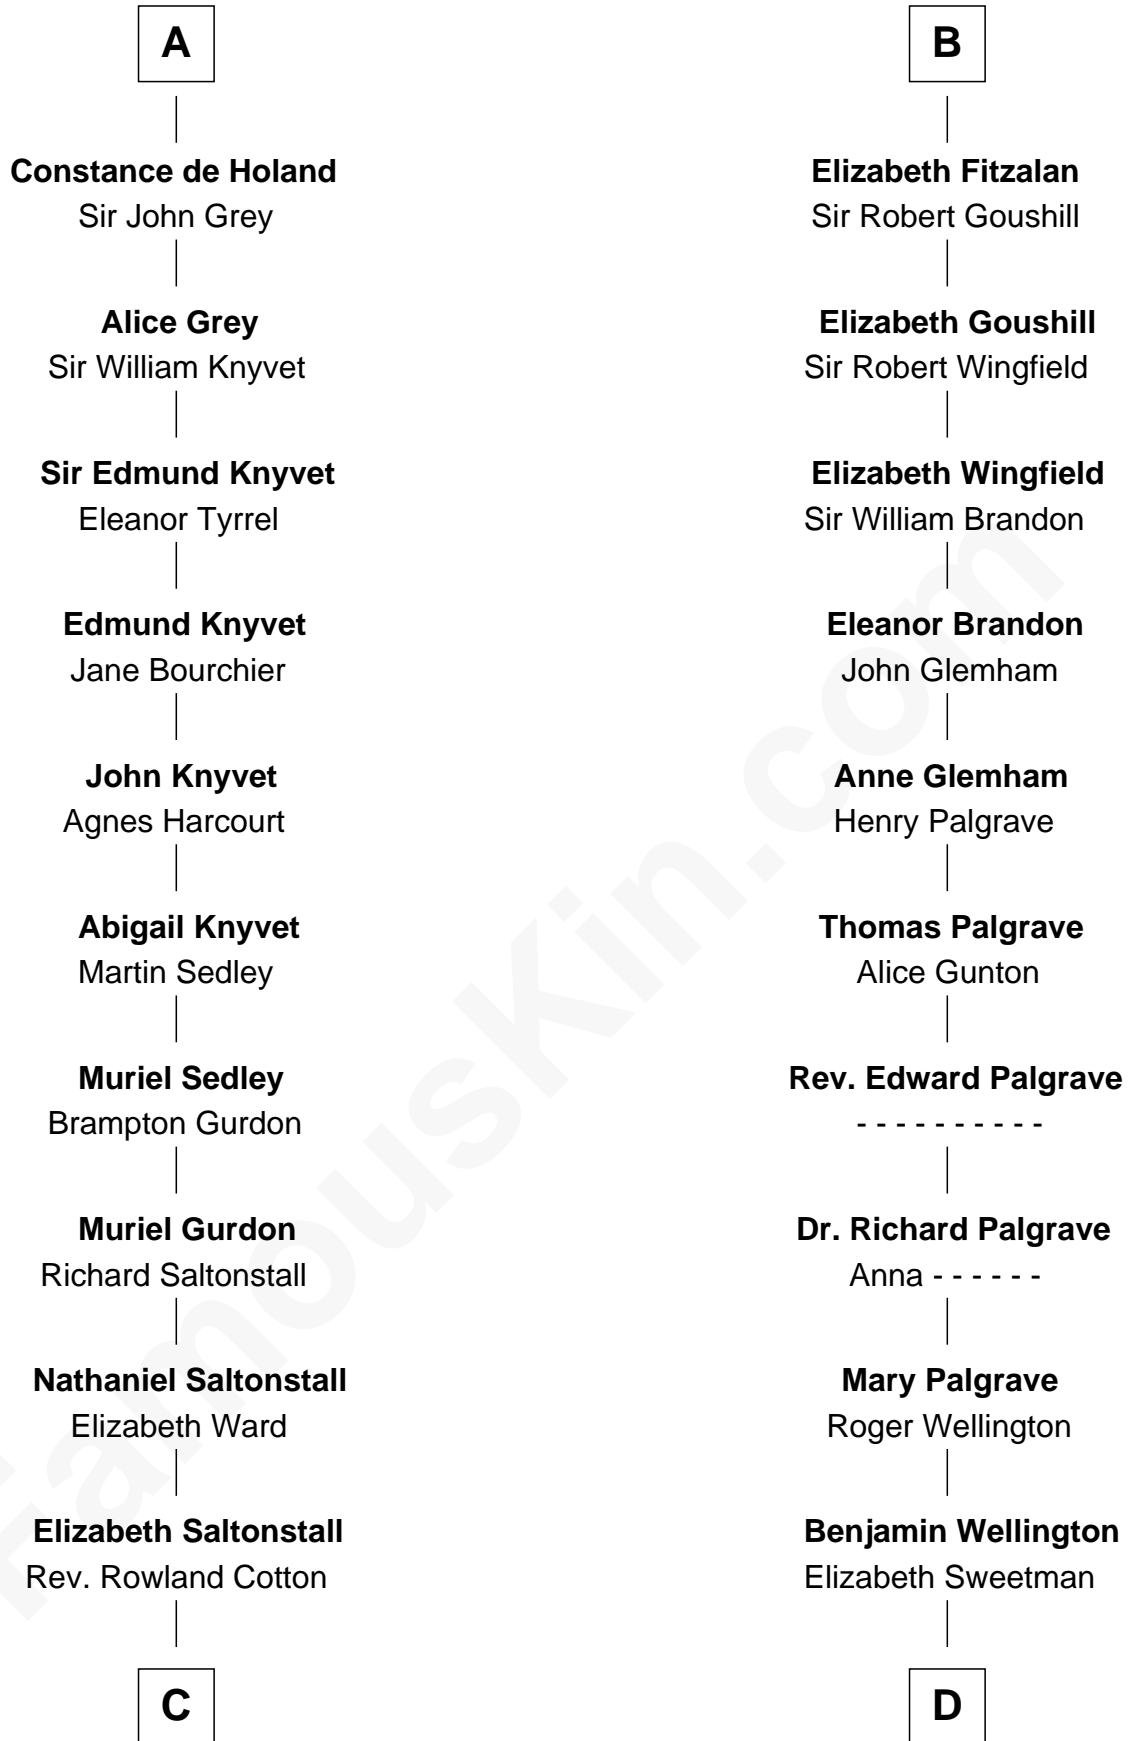 A
Constance de Holand
Sir John Grey
Alice Grey
Sir William Knyvet
Sir Edmund Knyvet
Eleanor Tyrrel
Edmund Knyvet
Jane Bourchier
John Knyvet
Agnes Harcourt
Abigail Knyvet
Martin Sedley
Muriel Sedley
Brampton Gurdon
Muriel Gurdon
Richard Saltonstall
Nathaniel Saltonstall
Elizabeth Ward
Elizabeth Saltonstall
Rev. Rowland Cotton
C
B
Elizabeth Fitzalan
Sir Robert Goushill
Elizabeth Goushill
Sir Robert Wingfield
Elizabeth Wingfield
Sir William Brandon
Eleanor Brandon
John Glemham
Anne Glemham
Henry Palgrave
Thomas Palgrave
Alice Gunton
Rev. Edward Palgrave
- - - - - - - - - -
Dr. Richard Palgrave
Anna - - - - - -
Mary Palgrave
Roger Wellington
Benjamin Wellington
Elizabeth Sweetman
D
FamousKin.com